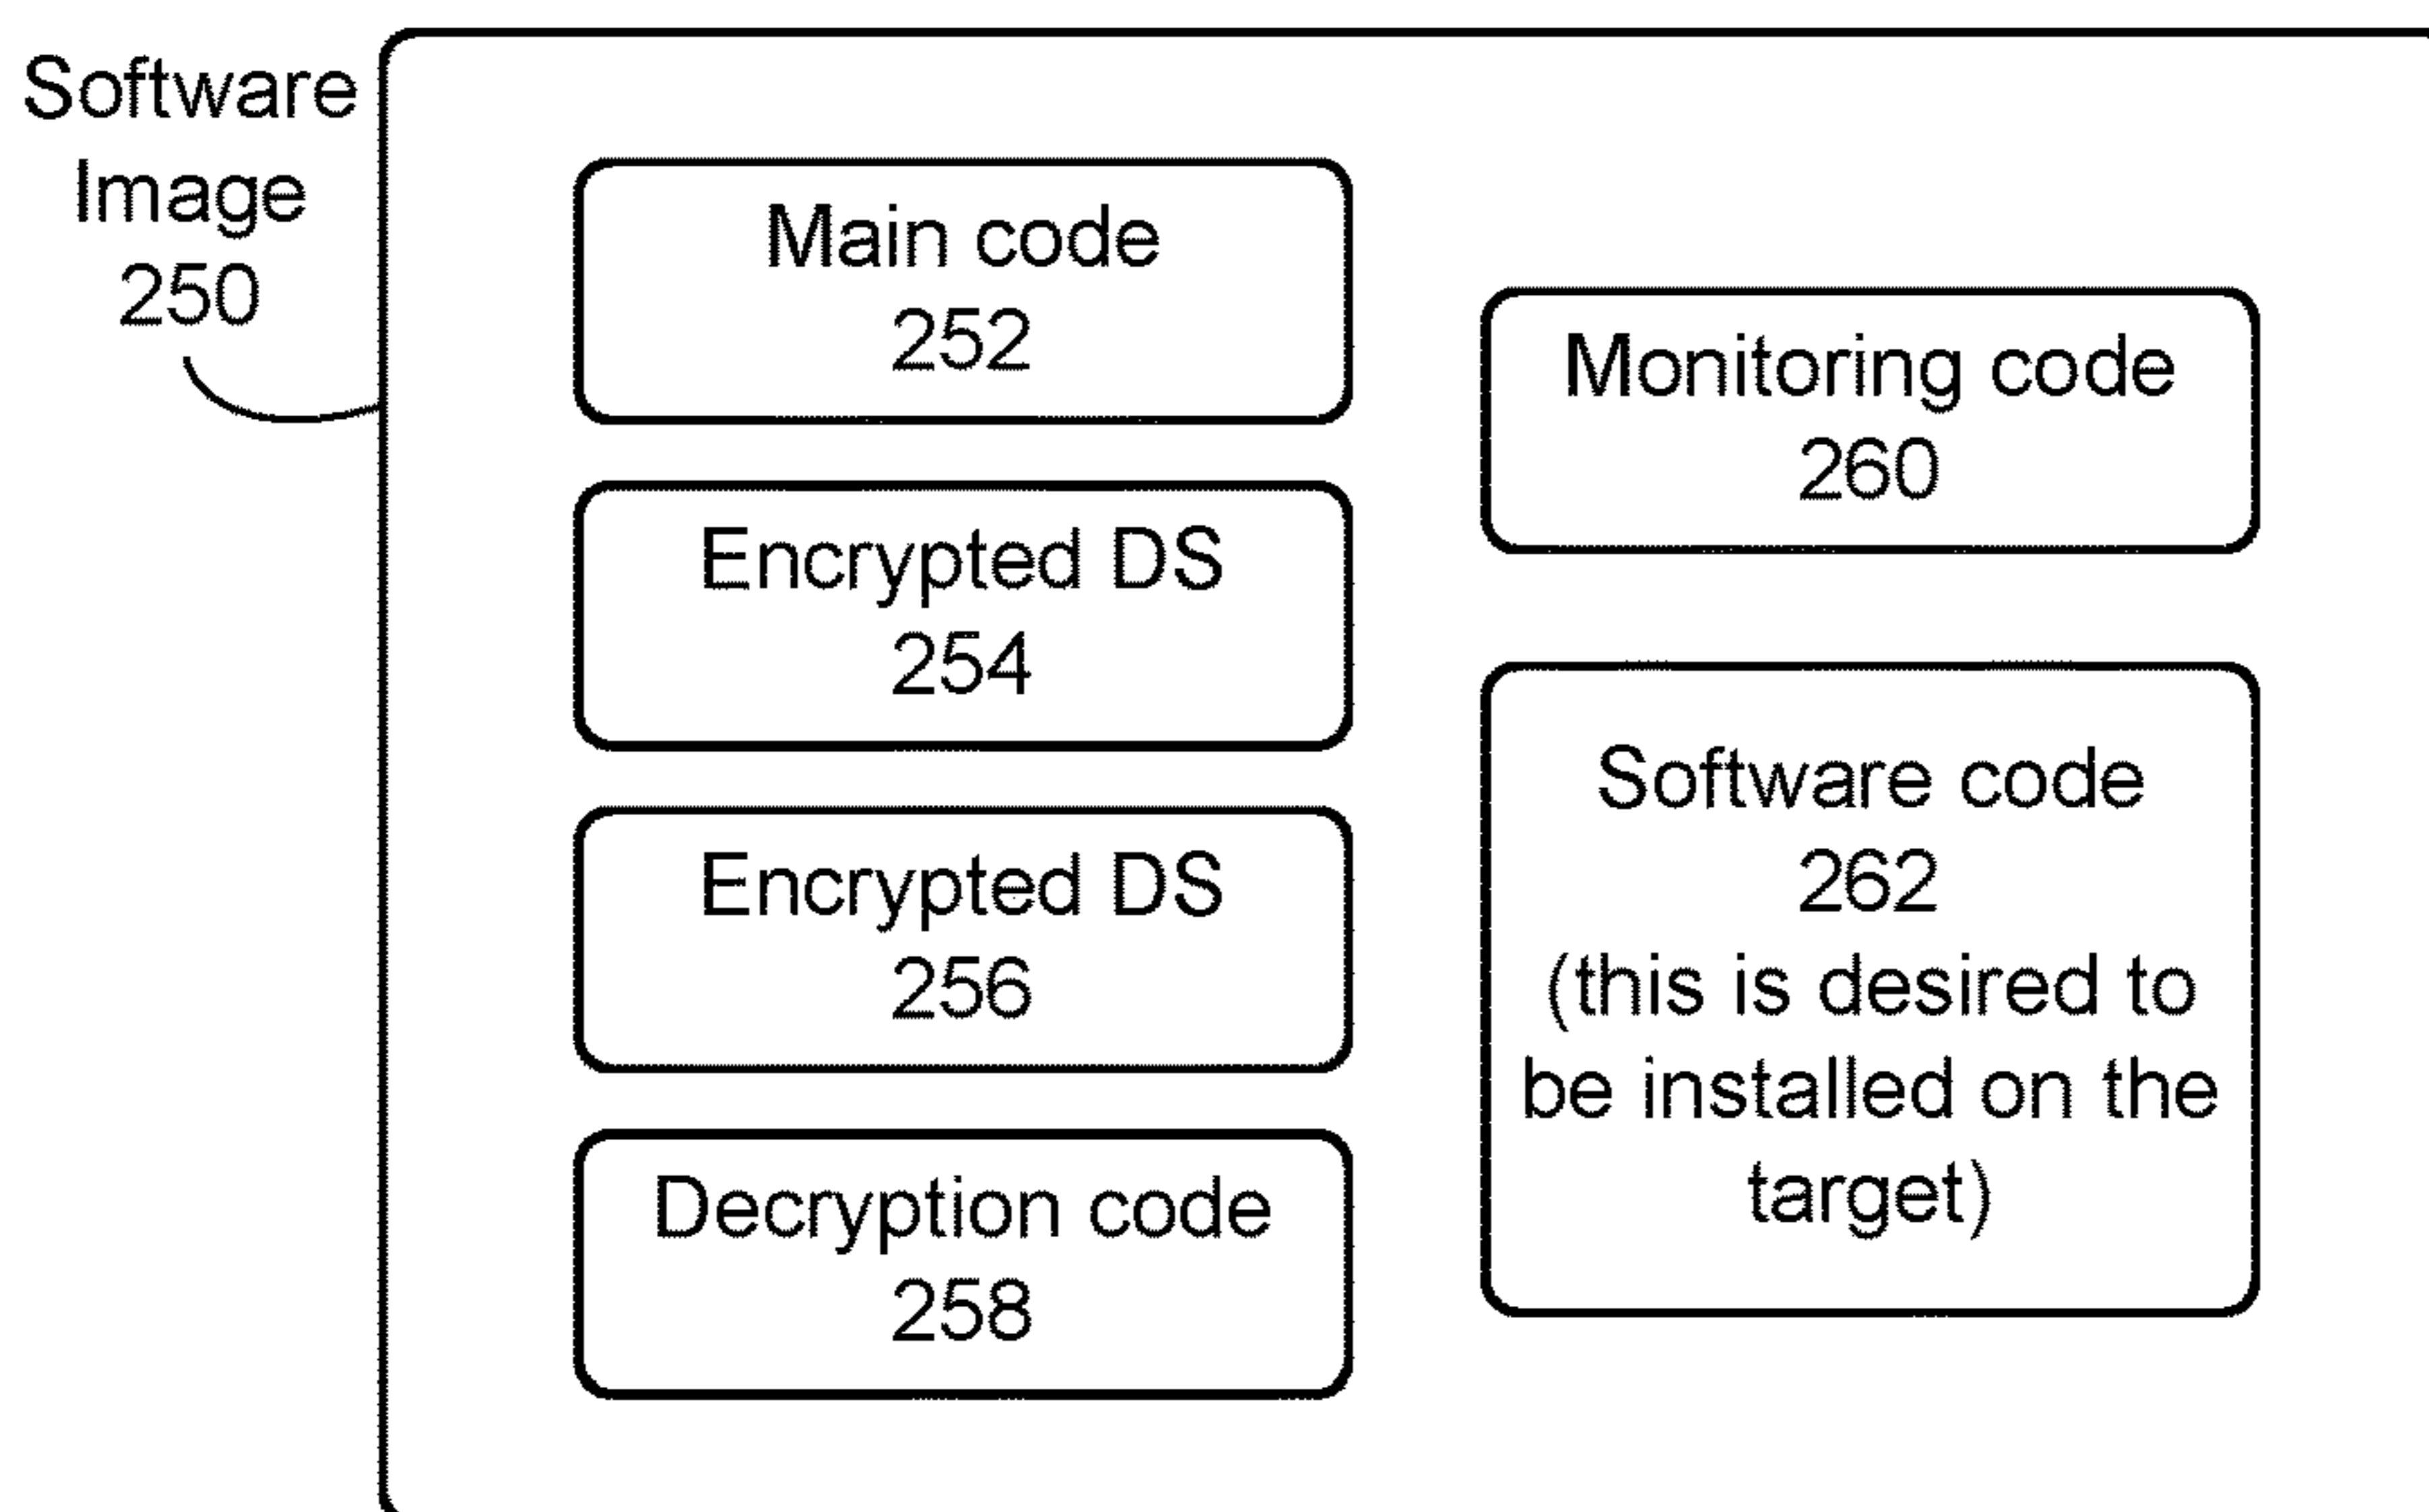 Software
Image
250
Main code
252
Encrypted DS
254
Encrypted DS
256
Decryption code
258
Monitoring code
260
Software code
262
(this is desired to
be installed on the
target)